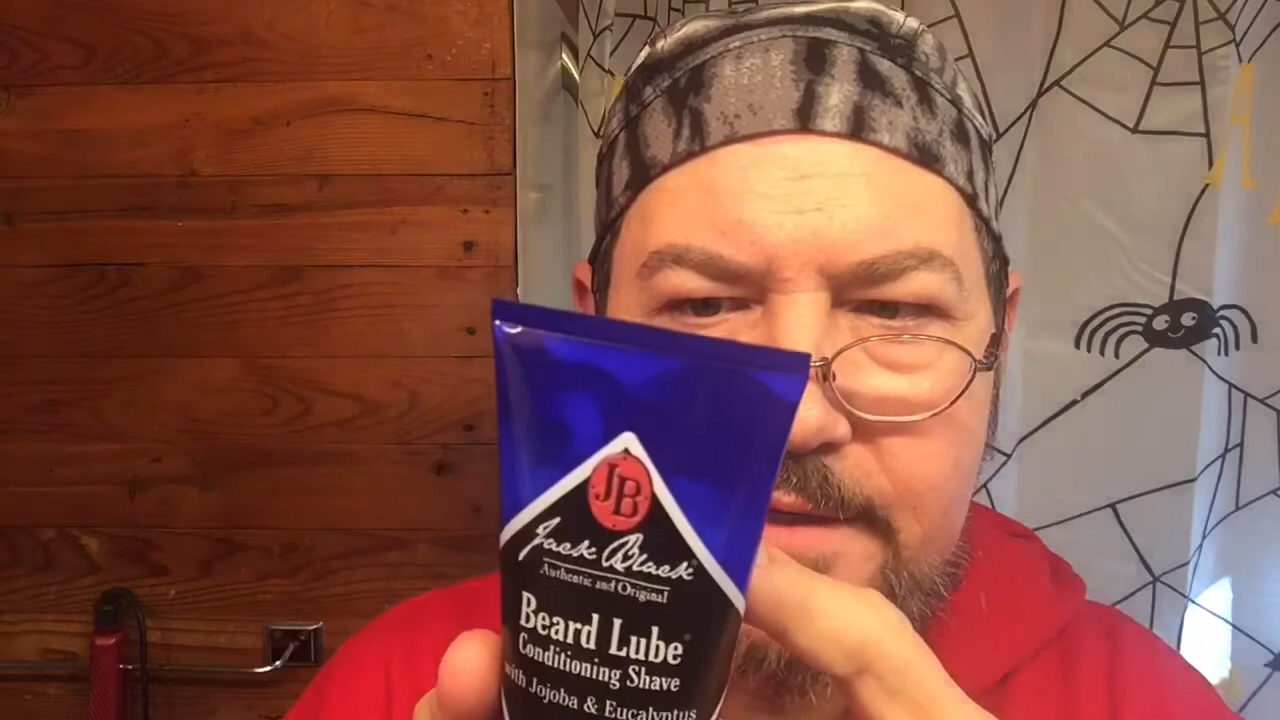 JB
Jack Black®
Authentic and Original
Beard Lube®
Conditioning Shave
with Jojoba & Eucalyptus
A